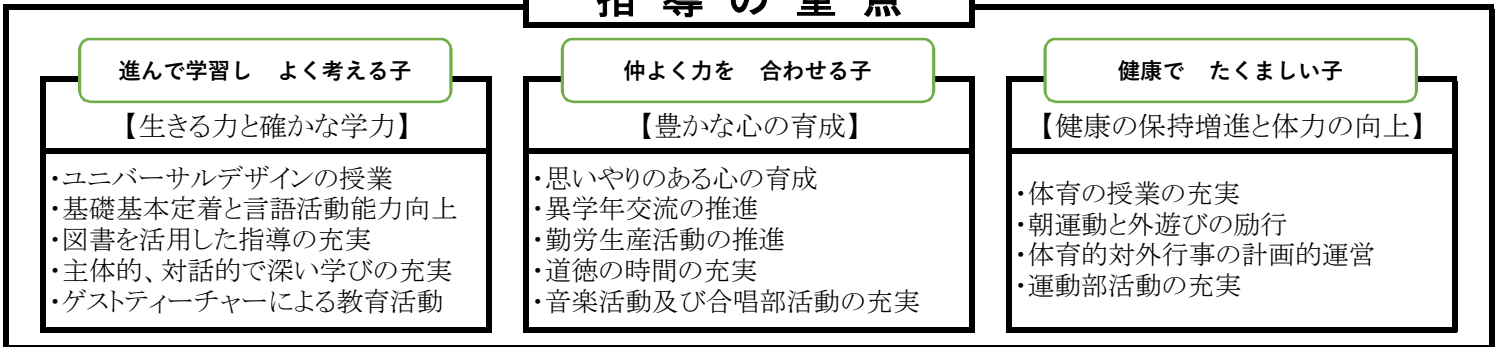 指導の重点
進んで学習し　よく考える子
【生きる力と確かな学力】
・ユニバーサルデザインの授業
・基礎基本定着と言語活動能力向上
・図書を活用した指導の充実
・主体的、対話的で深い学びの充実
・ゲストティーチャーによる教育活動
仲よく力を　合わせる子
【豊かな心の育成】
・思いやりのある心の育成
・異学年交流の推進
・勤労生産活動の推進
・道徳の時間の充実
・音楽活動及び合唱部活動の充実
健康で　たくましい子
【健康の保持増進と体力の向上】
・体育の授業の充実
・朝運動と外遊びの励行
・体育的対外行事の計画的運営
・運動部活動の充実